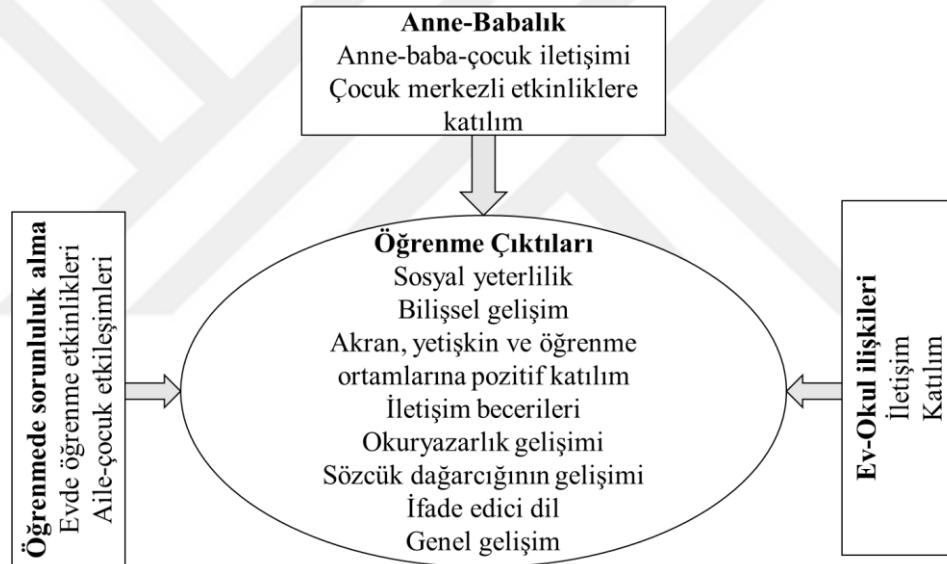 Anne-Babalık
Anne-baba-çocuk iletişimi
Çocuk merkezli etkinliklere
katılım
Öğrenmede sorunluluk alma
Evde öğrenme etkinlikleri
Aile-çocuk etkileşimleri
Öğrenme Çıktıları
Sosyal yeterlilik
Bilişsel gelişim
Akran, yetişkin ve öğrenme
ortamlarına pozitif katılım
İletişim becerileri
Okuryazarlık gelişimi
Sözcük dağarcığının gelişimi
İfade edici dil
Genel gelişim
Ev-Okul ilişkileri
İletişim
Katılım